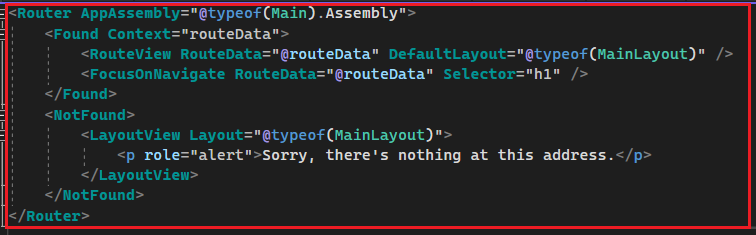 <Router AppAssembly="@typeof(Main).Assembly">
    <Found Context="routeData">
        <RouteView RouteData="@routeData" DefaultLayout="@typeof(MainLayout)" />
        <FocusOnNavigate RouteData="@routeData" Selector="h1" />
    </Found>
    <NotFound>
        <LayoutView Layout="@typeof(MainLayout)">
            <p role="alert">Sorry, there's nothing at this address.</p>
        </LayoutView>
    </NotFound>
</Router>